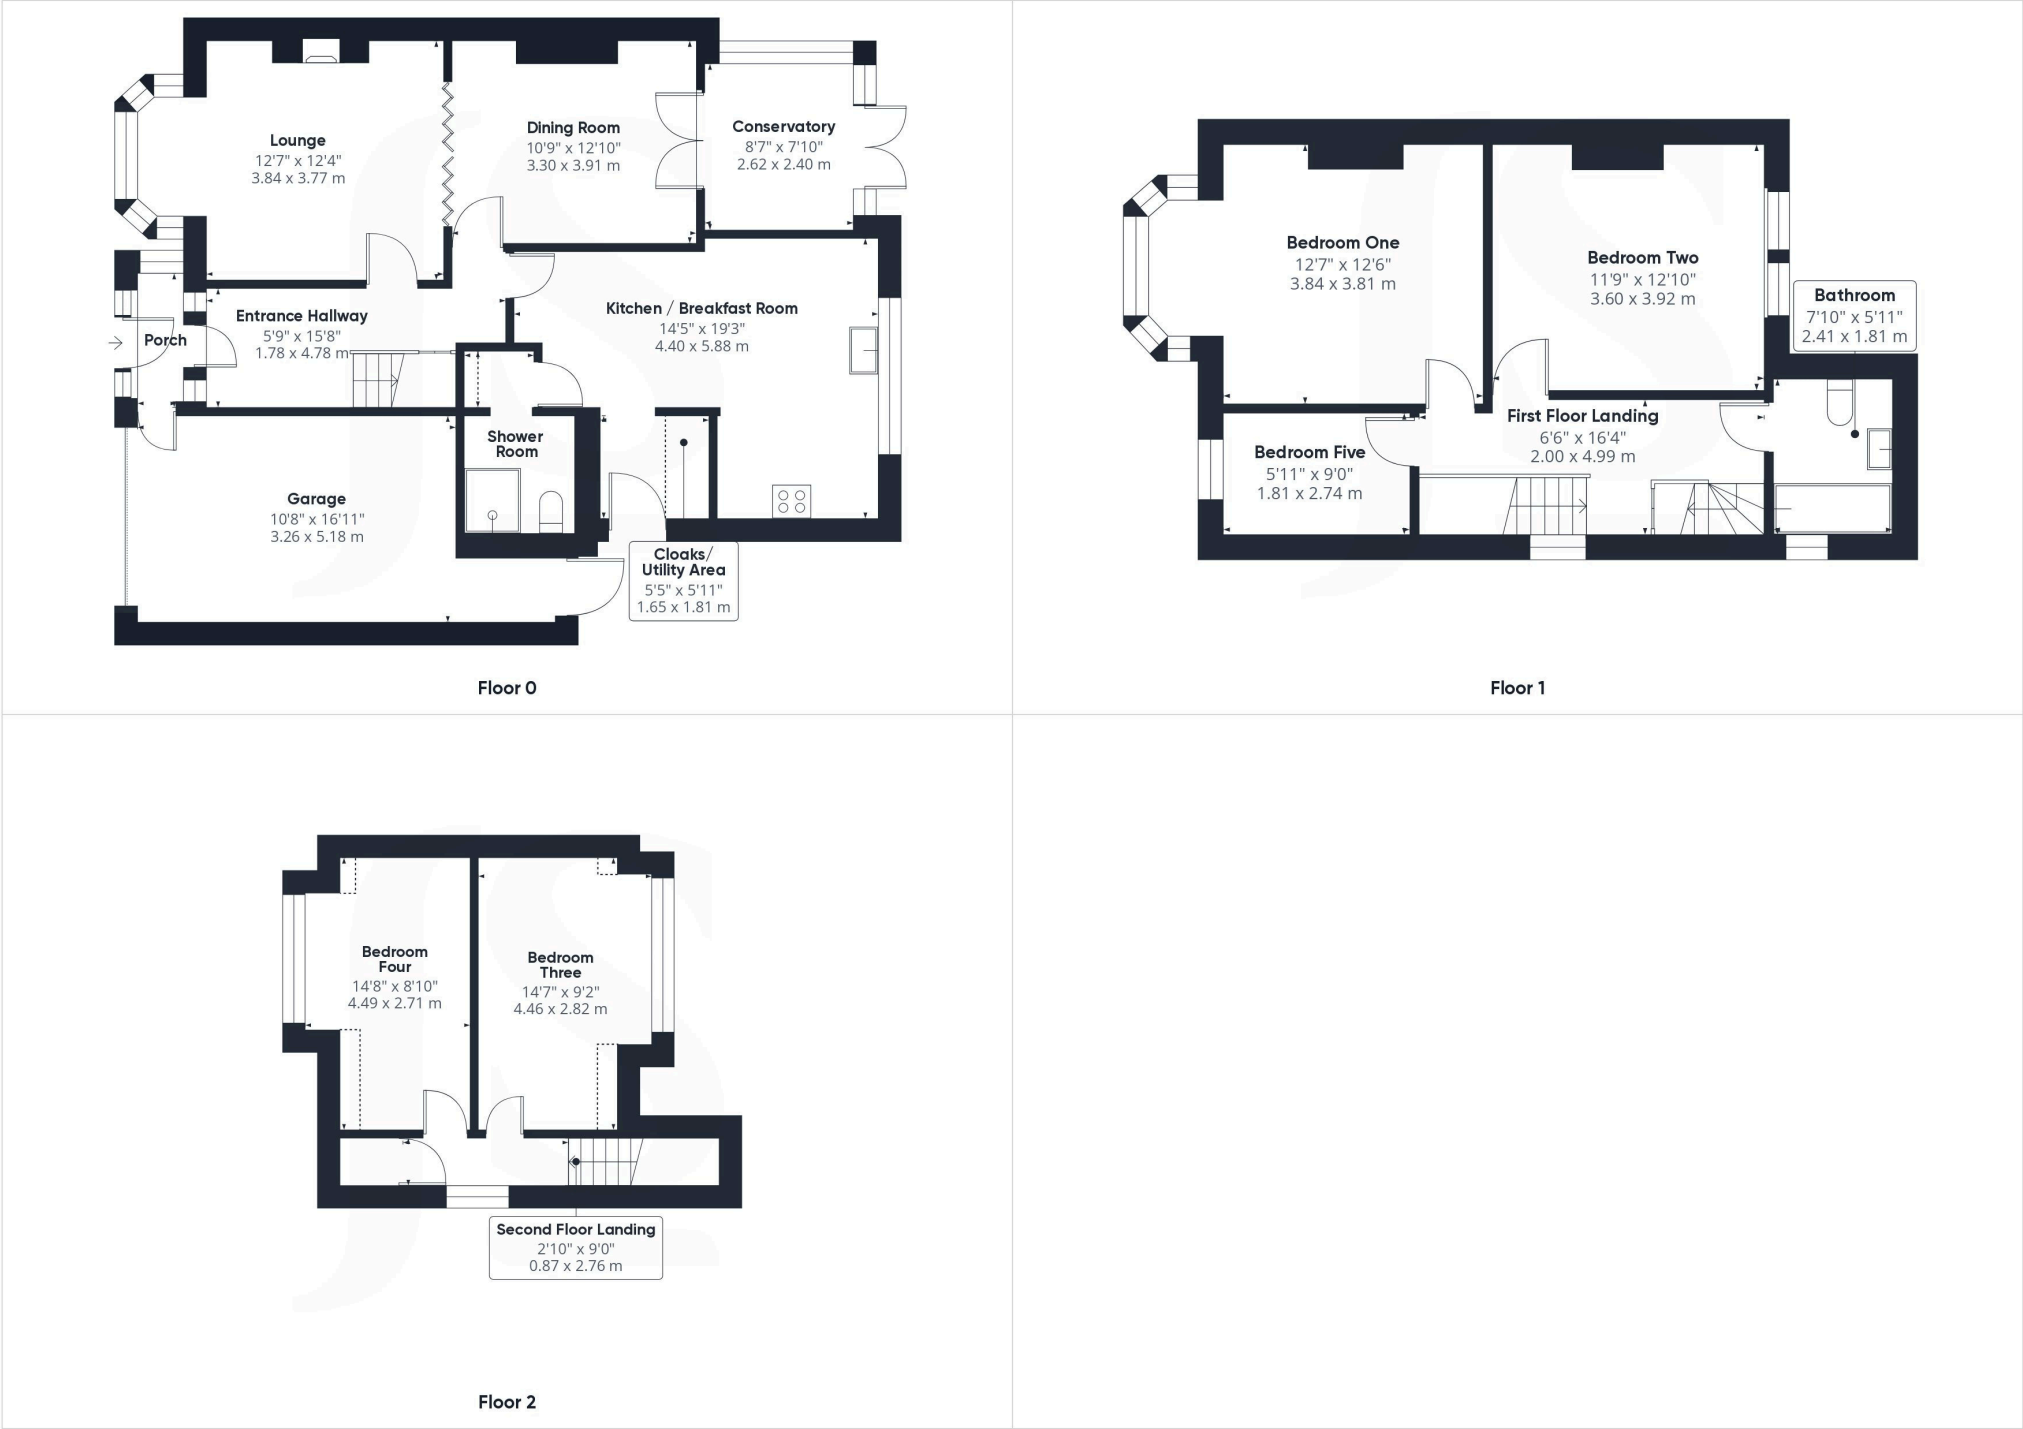 Lounge
12'7" x 12'4"
3.84 x 3.77 m
Dining Room
10'9" x 12'10"
3.30 x 3.91 m
Conservatory
8'7" x 7'10"
2.62 x 2.40 m
Entrance Hallway
5'9" x 15'8"
1.78 x 4.78 m
Porch
Kitchen / Breakfast Room
14'5" x 19'3"
4.40 x 5.88 m
Shower
Room
Garage
10'8" x 16'11"
3.26 x 5.18 m
Cloaks/
Utility Area
5'5" x 5'11"
1.65 x 1.81 m
Floor 0
Bedroom One
12'7" x 12'6"
3.84 x 3.81 m
Bedroom Two
11'9" x 12'10"
3.60 x 3.92 m
Bathroom
7'10" x 5'11"
2.41 x 1.81 m
Bedroom Five
5'11" x 9'0"
1.81 x 2.74 m
First Floor Landing
6'6" x 16'4"
2.00 x 4.99 m
Floor 1
Bedroom
Four
14'8" x 8'10"
4.49 x 2.71 m
Bedroom
Three
14'7" x 9'2"
4.46 x 2.82 m
Second Floor Landing
2'10" x 9'0"
0.87 x 2.76 m
Floor 2
JS
JS
JS